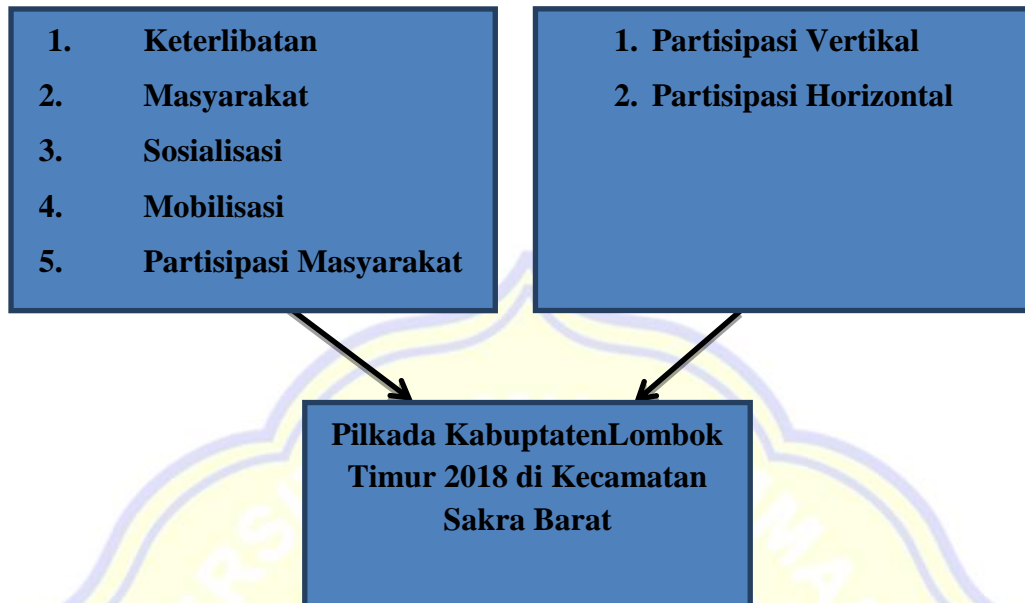 1. Keterlibatan
2. Masyarakat
3. Sosialisasi
4. Mobilisasi
5. Partisipasi Masyarakat
1. Partisipasi Vertikal
2. Partisipasi Horizontal
Pilkada KabuptatenLombok
Timur 2018 di Kecamatan
Sakra Barat